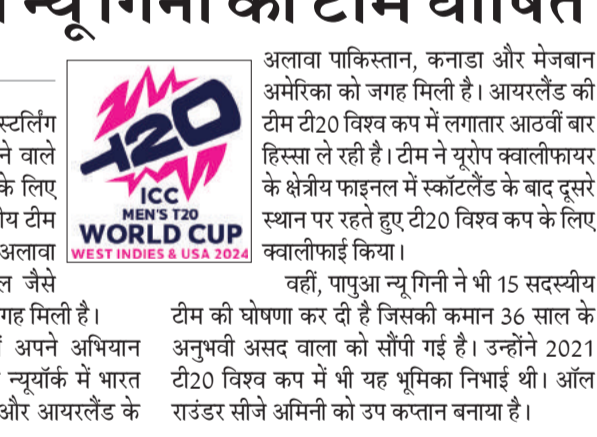 न्यू गिनी की टीम घोषित
स्टर्लिंग
ने वाले
के लिए
टीम
अलावा
जैसे
मिली है।
अपने अभियान
न्यूयॉर्क में भारत
और आयरलैंड के
T20
ICC
MEN'S T20
WORLD CUP
WEST INDIES & USA 2024
अलावा पाकिस्तान, कनाडा और मेजबान
अमेरिका को जगह मिली है। आयरलैंड की
टीम टी20 विश्व कप में लगातार आठवीं बार
हिस्सा ले रही है। टीम ने यूरोप क्वालीफायर
के क्षेत्रीय फाइनल में स्कॉटलैंड के बाद दूसरे
स्थान पर रहते हुए टी20 विश्व कप के लिए
क्वालीफाई किया।
वहीं, पापुआ न्यू गिनी ने भी 15 सदस्यीय
टीम की घोषणा कर दी है जिसकी कमान 36 साल के
अनुभवी असद वाला को सौंपी गई है। उन्होंने 2021
टी20 विश्व कप में भी यह भूमिका निभाई थी। ऑल
राउंडर सीजे अमिनी को उप कप्तान बनाया है।